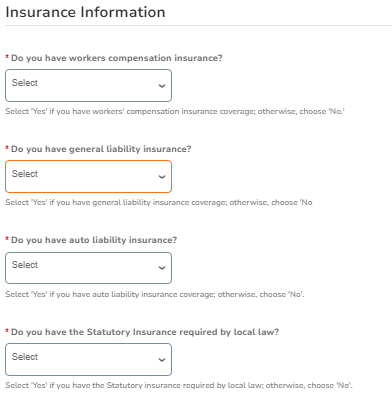 Insurance Information
* Do you have workers compensation insurance?
Select
Select 'Yes' if you have workers' compensation insurance coverage; otherwise, choose 'No.'
* Do you have general liability insurance?
Select
Select 'Yes' if you have general liability insurance coverage; otherwise, choose 'No
* Do you have auto liability insurance?
Select
Select 'Yes' if you have auto liability insurance coverage; otherwise, choose 'No'.
* Do you have the Statutory Insurance required by local law?
Select
Select 'Yes' if you have the Statutory insurance required by local law; otherwise, choose 'No'.